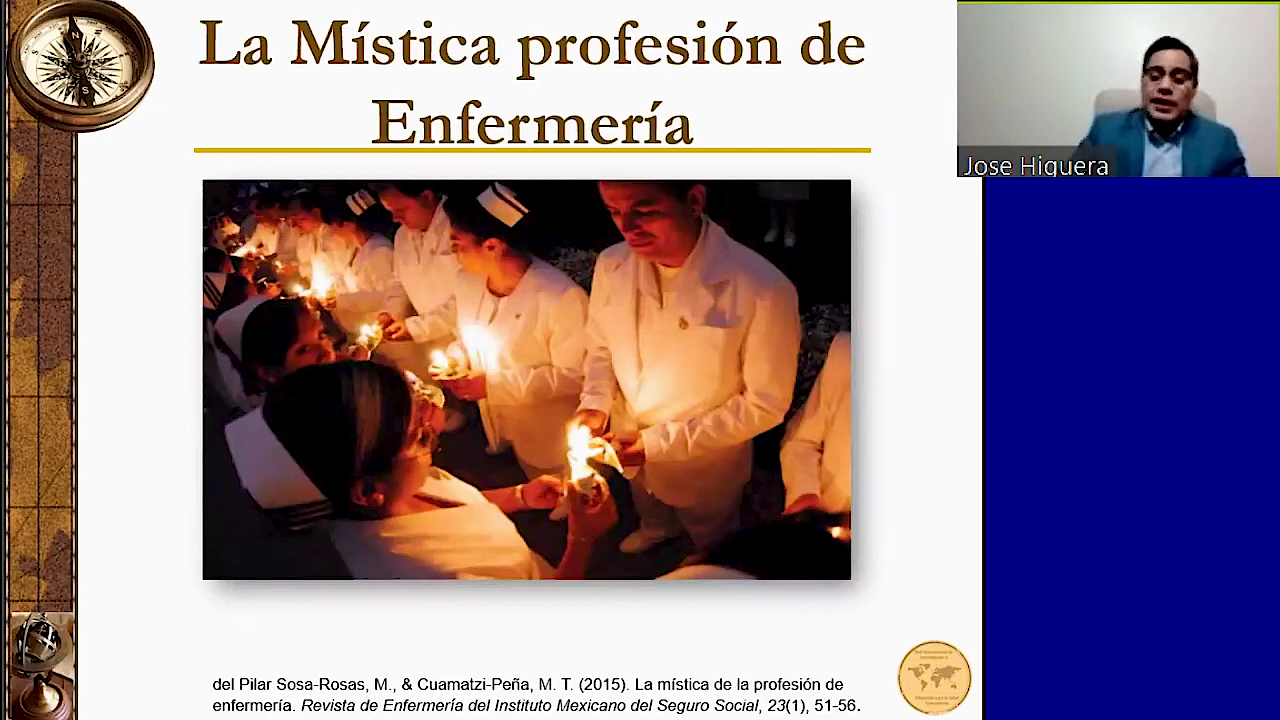 La Mística profesión de
Enfermería
Jose Higuera
del Pilar Sosa-Rosas, M., & Cuamatzi-Peña, M. T. (2015). La mística de la profesión de
enfermería. Revista de Enfermería del Instituto Mexicano del Seguro Social, 23(1), 51-56.